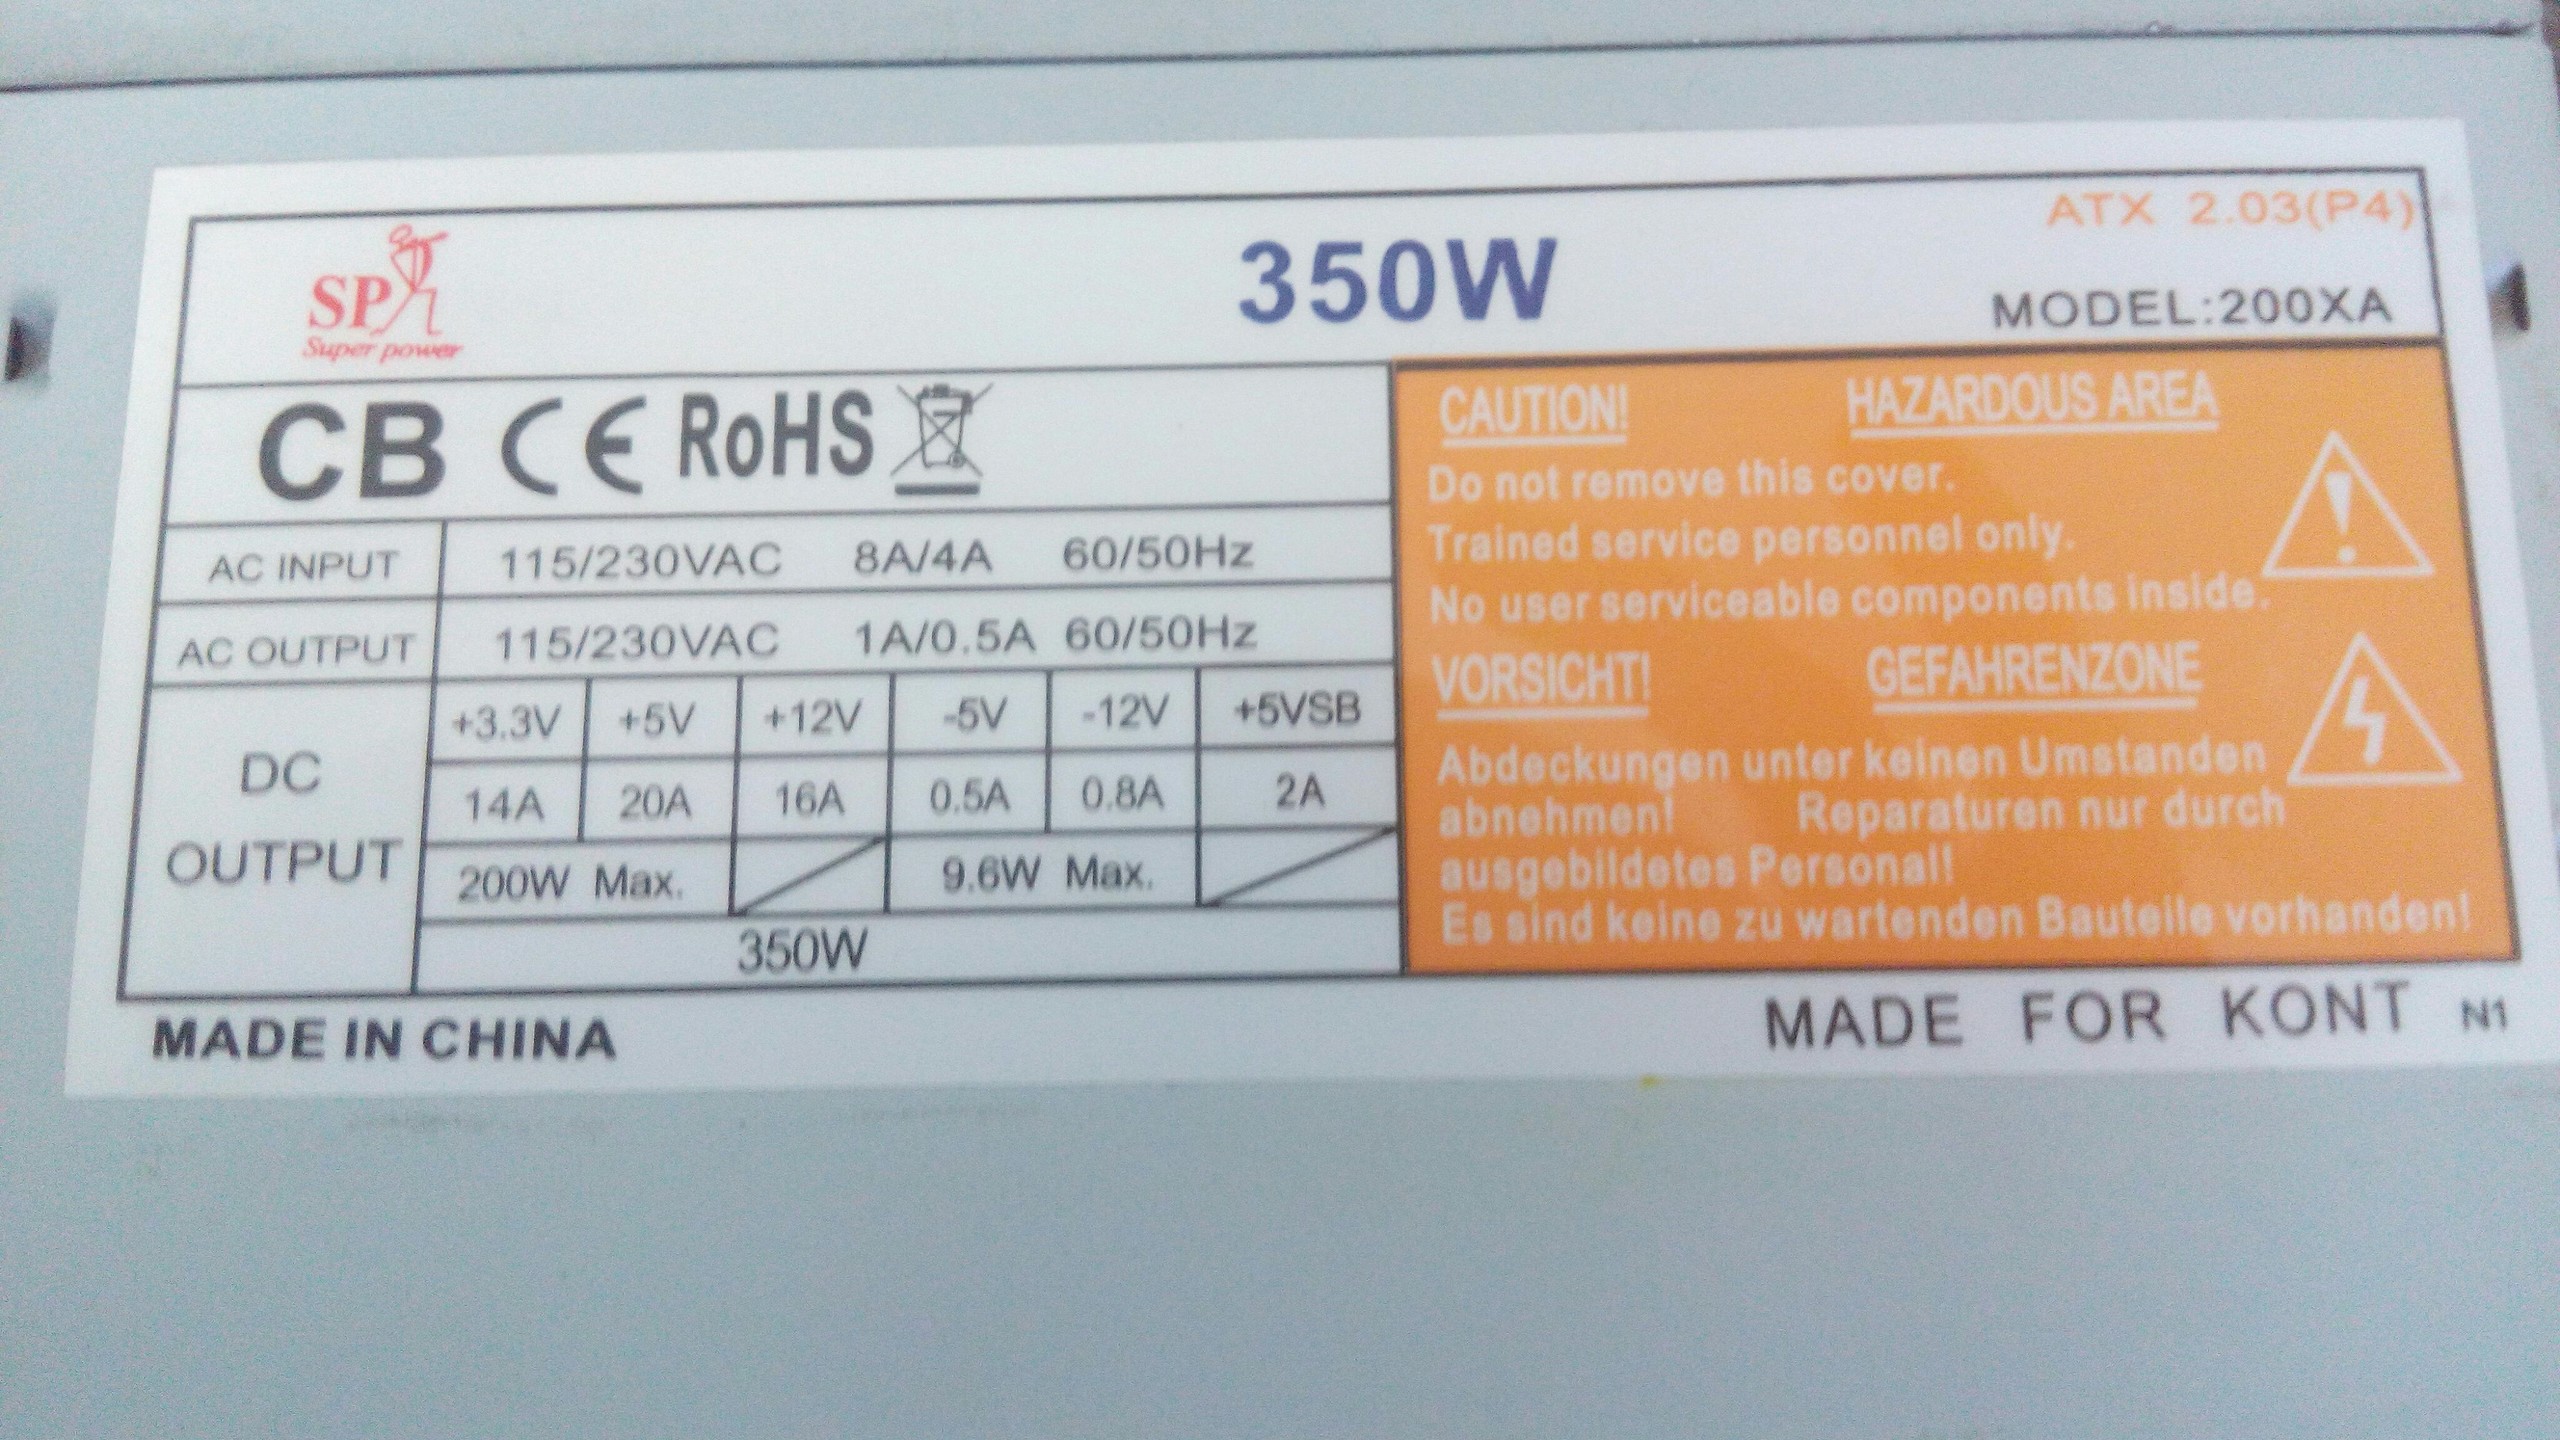 SP
Super power
350W
ATX 2.03(P4)
MODEL:200XA
CB CE RoHS
AC INPUT 115/230VAC 8A/4A 60/50Hz
AC OUTPUT 115/230VAC 1A/0.5A 60/50Hz
DC OUTPUT
+3.3V +5V +12V -5V -12V +5VSB
14A 20A 16A 0.5A 0.8A 2A
200W Max. 9.6W Max.
350W
CAUTION! HAZARDOUS AREA
Do not remove this cover.
Trained service personnel only.
No user serviceable components inside.
VORSICHT! GEFAHRENZONE
Abdeckungen unter keinen Umstanden
abnehmen! Reparaturen nur durch
ausgebildetes Personal!
Es sind keine zu wartenden Bauteile vorhanden!
MADE IN CHINA
MADE FOR KONT N1